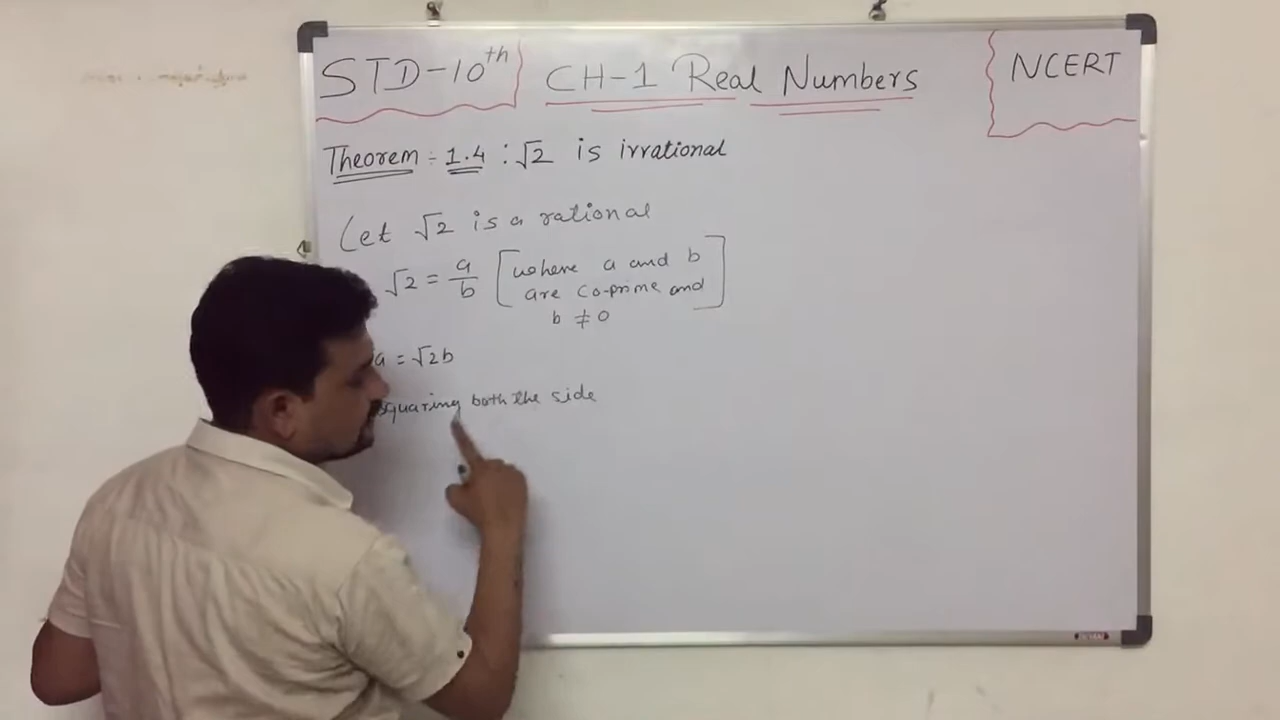 STD-10th CH-1 Real Numbers NCERT
Theorem ÷ 1.4 : √2 is irrational
Let √2 is a rational
√2 = a/b [where a and b
are co-prime and]
b ≠ 0
a = √2b
squaring both the side